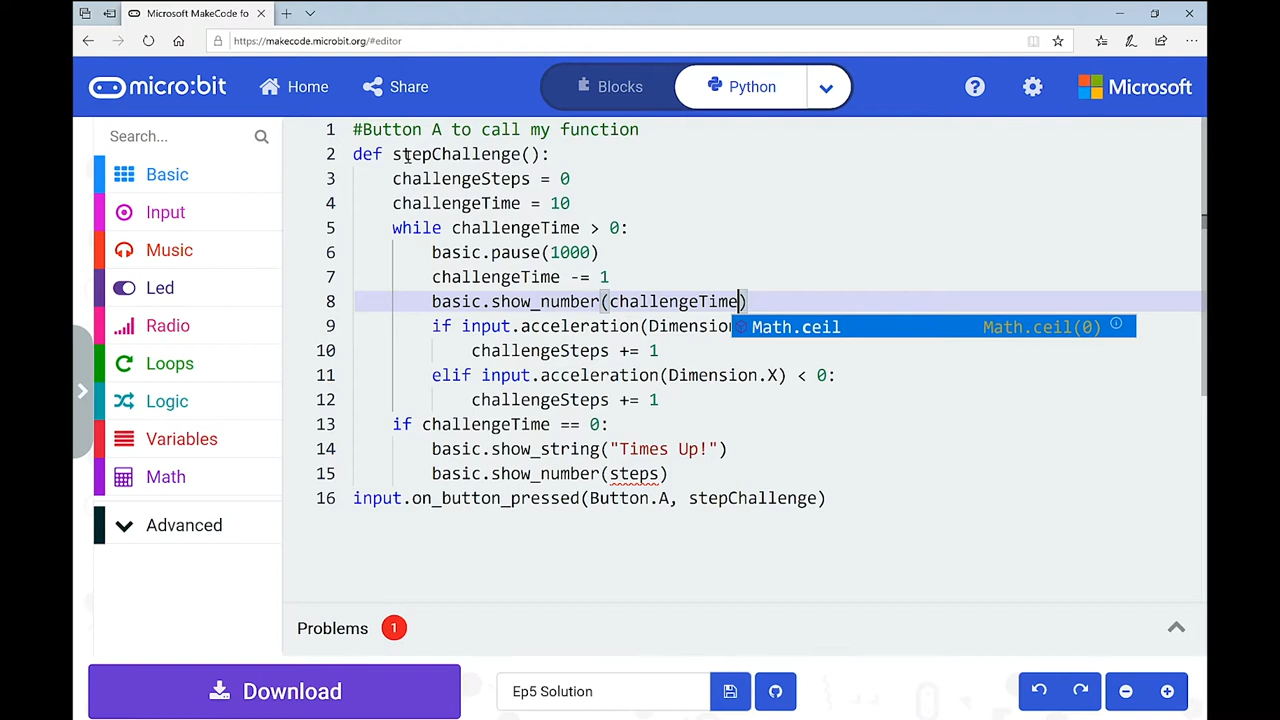 Microsoft MakeCode fo
https://makecode.microbit.org/#editor
micro:bit
Home
Share
Blocks
Python
Microsoft
Search...
Basic
Input
Music
Led
Radio
Loops
Logic
Variables
Math
Advanced
1 #Button A to call my function
2 def stepChallenge():
3 challengeSteps = 0
4 challengeTime = 10
5 while challengeTime > 0:
6 basic.pause(1000)
7 challengeTime -= 1
8 basic.show_number(challengeTime)
9 if input.acceleration(Dimensio
Math.ceil Math.ceil(0)
10 challengeSteps += 1
11 elif input.acceleration(Dimension.X) < 0:
12 challengeSteps += 1
13 if challengeTime == 0:
14 basic.show_string("Times Up!")
15 basic.show_number(steps)
16 input.on_button_pressed(Button.A, stepChallenge)
Problems 1
Download
Ep5 Solution